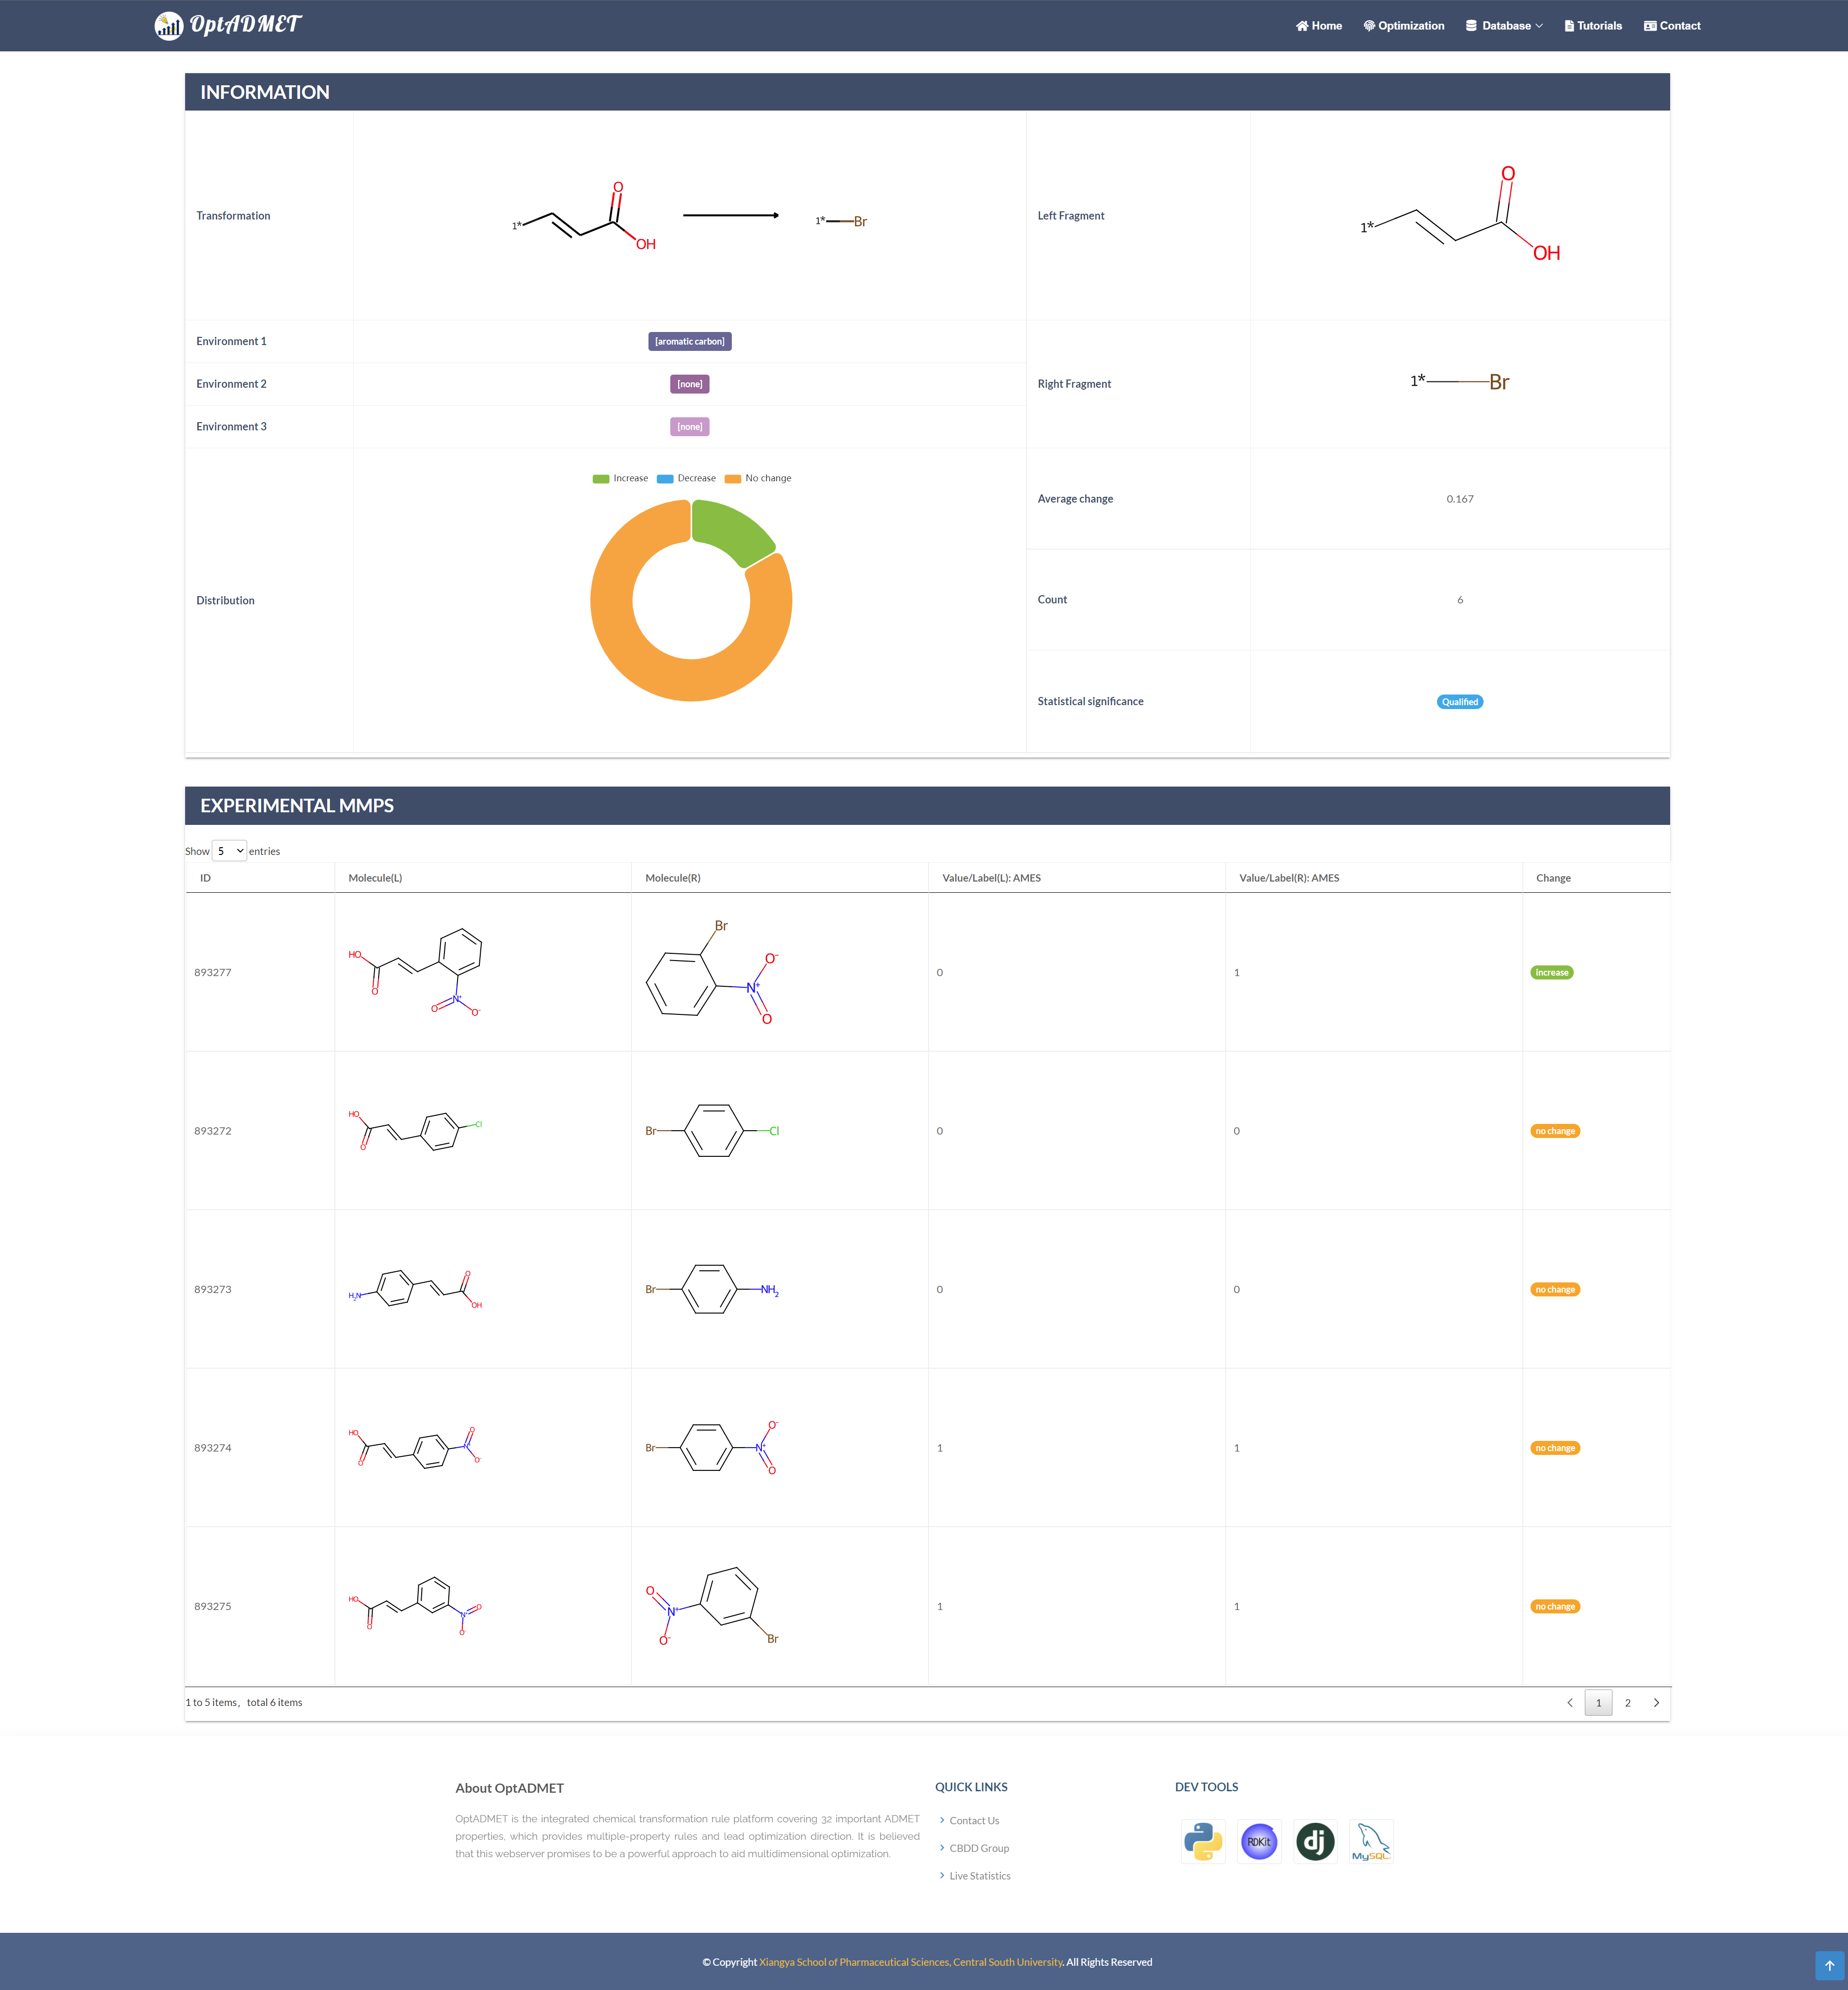 OptADMET
Home Optimization Database Tutorials Contact
INFORMATION
Transformation
1*
O
OH
1*
Br
Left Fragment
1*
O
OH
Environment 1
[aromatic carbon]
Environment 2
[none]
Environment 3
[none]
Right Fragment
1*
Br
Distribution
Increase Decrease No change
Average change
0.167
Count
6
Statistical significance
Qualified
EXPERIMENTAL MMPS
Show 5 entries
ID Molecule(L) Molecule(R) Value/Label(L): AMES Value/Label(R): AMES Change
893277
HO
O
N+
O
O-
Br
O-
N+
O
0
1
increase
893272
HO
O
Cl
Br
Cl
0
0
no change
893273
H2N
O
OH
Br
NH2
0
0
no change
893274
HO
O
O
N+
O-
Br
O-
N+
O
1
1
no change
893275
HO
O
O
N+
O-
O
N+
O-
Br
1
1
no change
1 to 5 items，total 6 items
1 2
About OptADMET
OptADMET is the integrated chemical transformation rule platform covering 32 important ADMET
properties, which provides multiple-property rules and lead optimization direction. It is believed
that this webserver promises to be a powerful approach to aid multidimensional optimization.
QUICK LINKS
Contact Us
CBDD Group
Live Statistics
DEV TOOLS
RDKit
dj
MySQL
© Copyright Xiangya School of Pharmaceutical Sciences, Central South University. All Rights Reserved